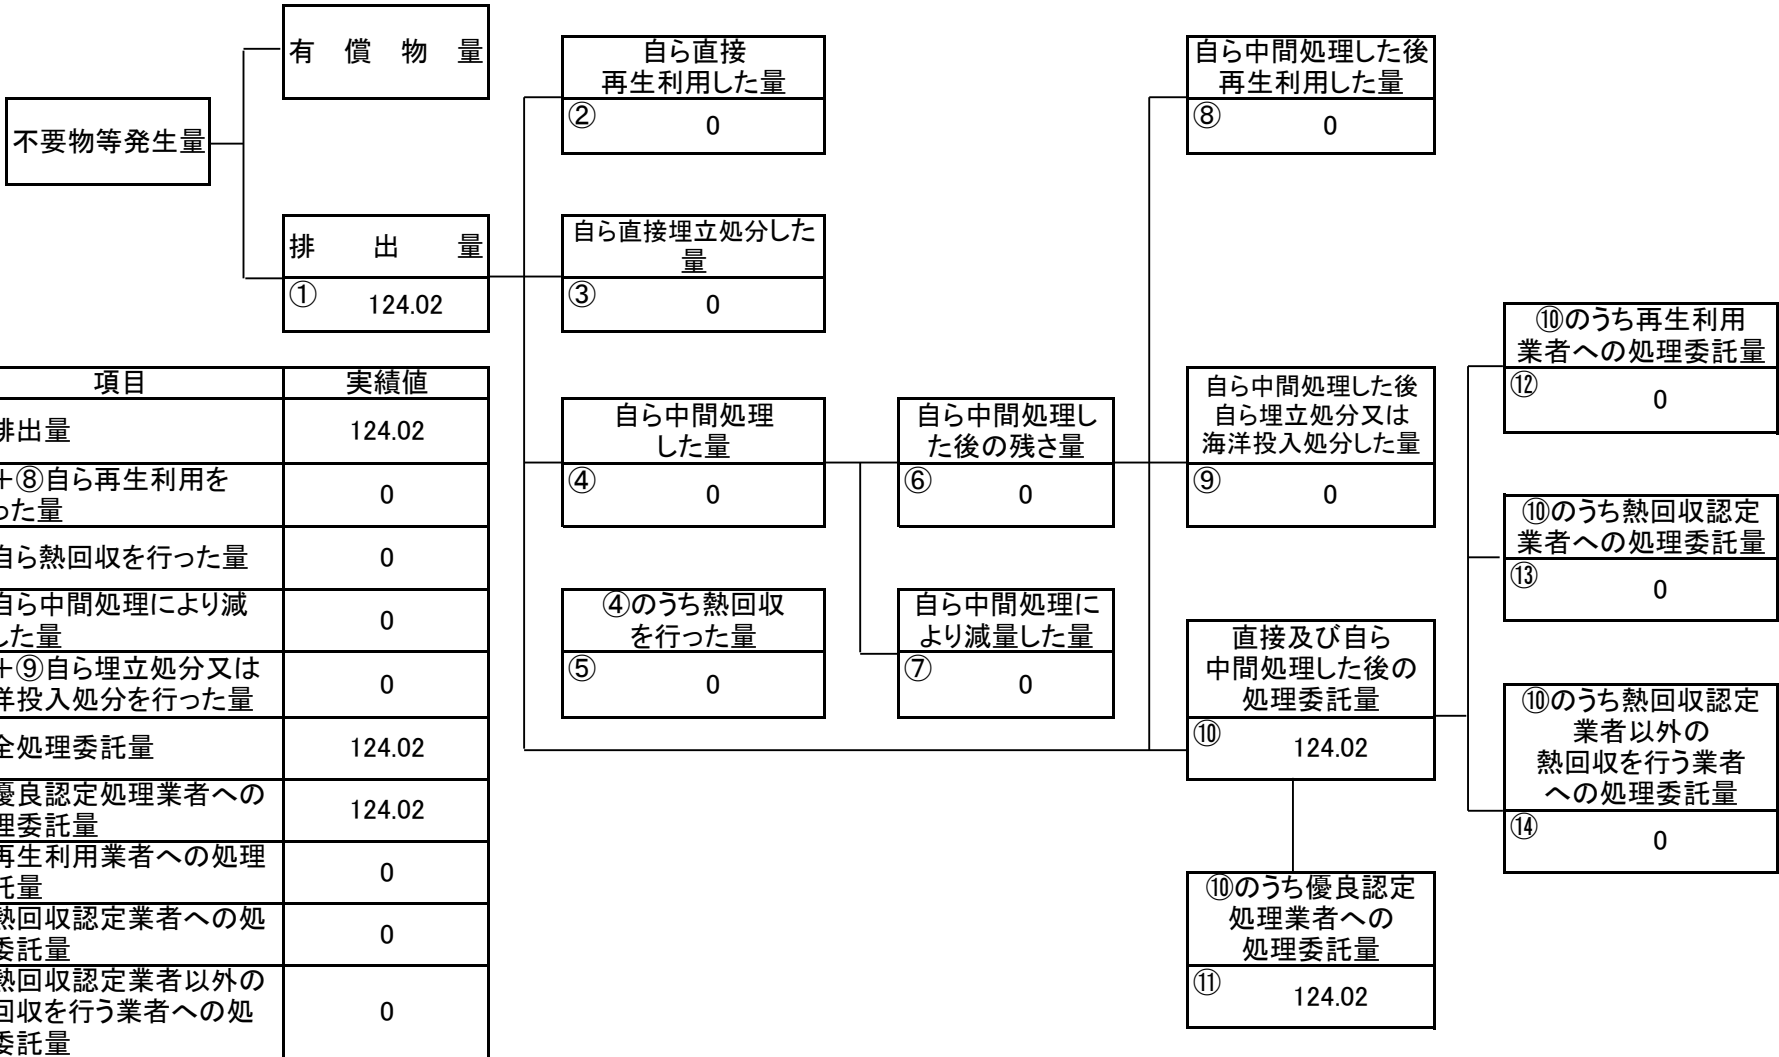 有償物量
不要物等発生量
排出量
①
124.02
自ら直接
再生利用した量
②
0
自ら直接埋立処分した
量
③
0
自ら中間処理
した量
④
0
④のうち熱回収
を行った量
⑤
0
自ら中間処理し
た後の残さ量
⑥
0
自ら中間処理に
より減量した量
⑦
0
自ら中間処理した後
再生利用した量
⑧
0
自ら中間処理した後
自ら埋立処分又は
海洋投入処分した量
⑨
0
直接及び自ら
中間処理した後の
処理委託量
⑩
124.02
⑩のうち優良認定
処理業者への
処理委託量
⑪
124.02
⑩のうち再生利用
業者への処理委託量
⑫
0
⑩のうち熱回収認定
業者への処理委託量
⑬
0
⑩のうち熱回収認定
業者以外の
熱回収を行う業者
への処理委託量
⑭
0
項目 実績値
排出量 124.02
+⑧自ら再生利用を
った量 0
自ら熱回収を行った量 0
自ら中間処理により減
した量 0
+⑨自ら埋立処分又は
洋投入処分を行った量 0
全処理委託量 124.02
優良認定処理業者への
理委託量 124.02
再生利用業者への処理
託量 0
熱回収認定業者への処
委託量 0
熱回収認定業者以外の
回収を行う業者への処
委託量 0